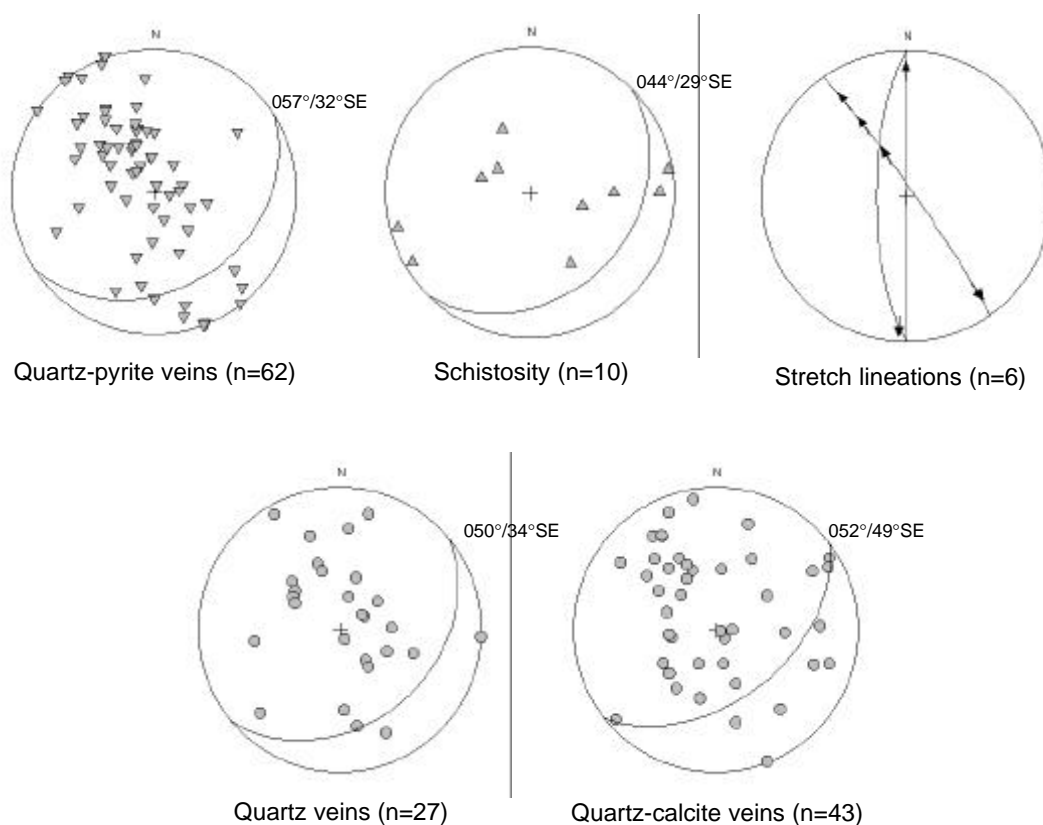 N
N
N
057°/32°SE
044°/29°SE
Quartz-pyrite veins (n=62)
Schistosity (n=10)
Stretch lineations (n=6)
N
N
050°/34°SE
052°/49°SE
Quartz veins (n=27)
Quartz-calcite veins (n=43)